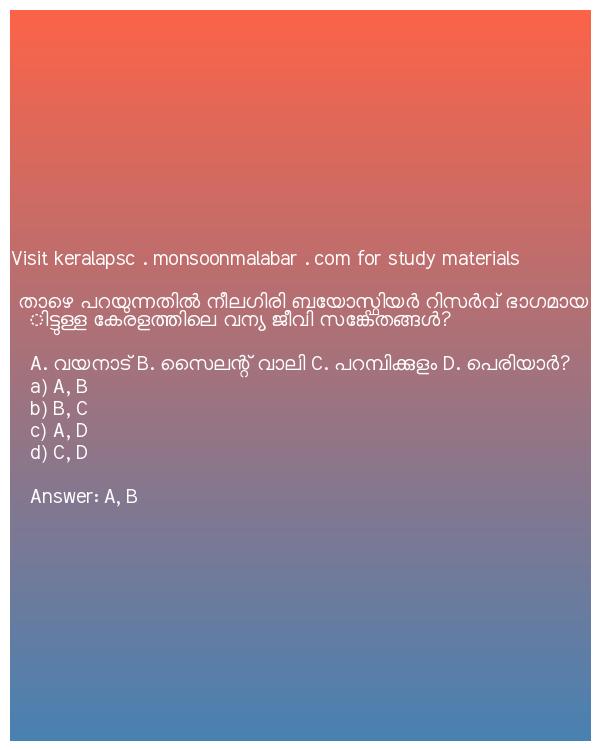 Visit keralapsc . monsoonmalabar . com for study materials
താഴെ പറയുന്നതിൽ നീലഗിരി ബയോസ്ഫിയർ റിസർവ് ഭാഗമായ
ിട്ടുള്ള കേരളത്തിലെ വന്യ ജീവി സങ്കേതങ്ങൾ?
A. വയനാട് B. സൈലന്റ് വാലി C. പറമ്പിക്കുളം D. പെരിയാർ?
a) A, B
b) B, C
c) A, D
d) C, D
Answer: A, B